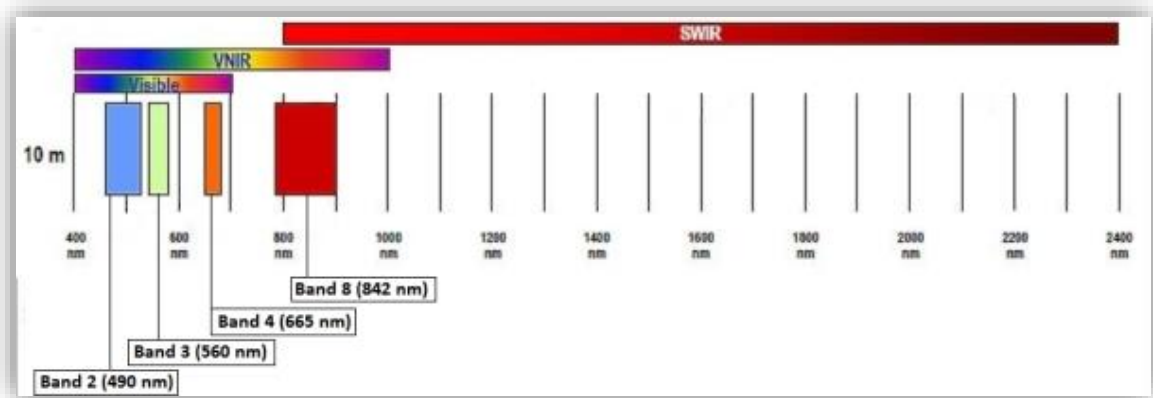 SWIR
VNIR
Visible
10 m
400 nm
600 nm
800 nm
1000 nm
1200 nm
1400 nm
1600 nm
1800 nm
2000 nm
2200 nm
2400 nm
Band 8 (842 nm)
Band 4 (665 nm)
Band 3 (560 nm)
Band 2 (490 nm)